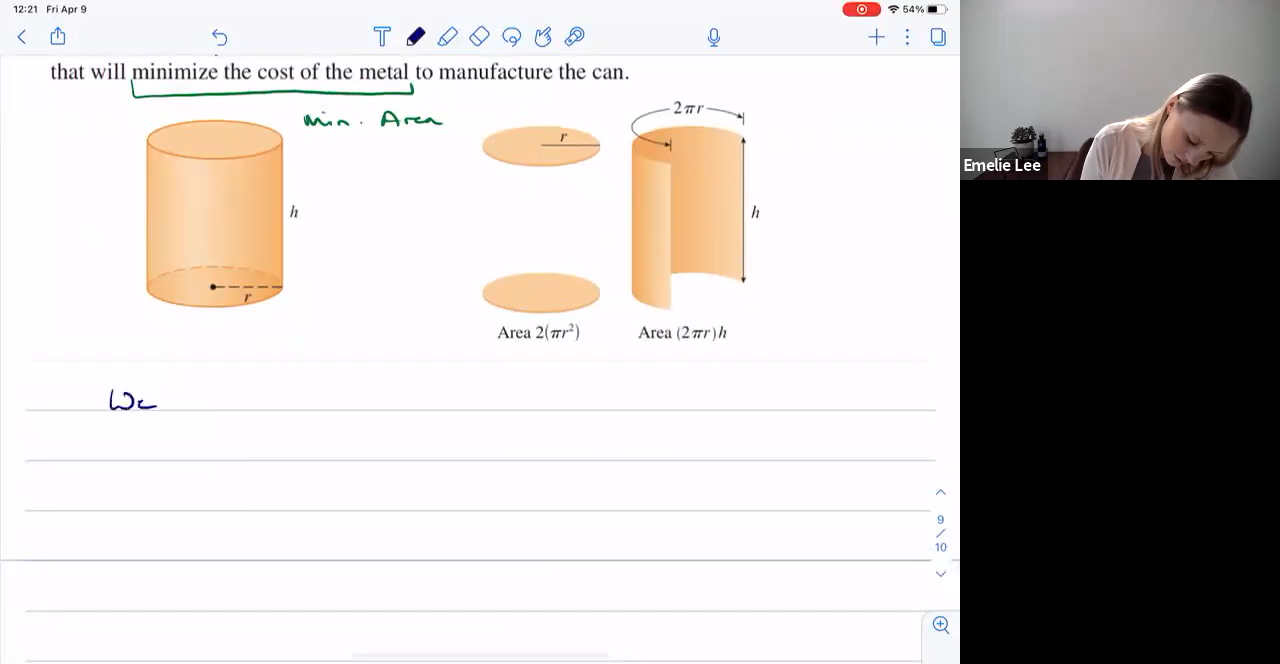 12:21 Fri Apr 9
54%
that will minimize the cost of the metal to manufacture the can.
Min. Area
2πr
r
h
h
r
Area 2(πr²)
Area (2πr)h
We
9
/
10
Emelie Lee